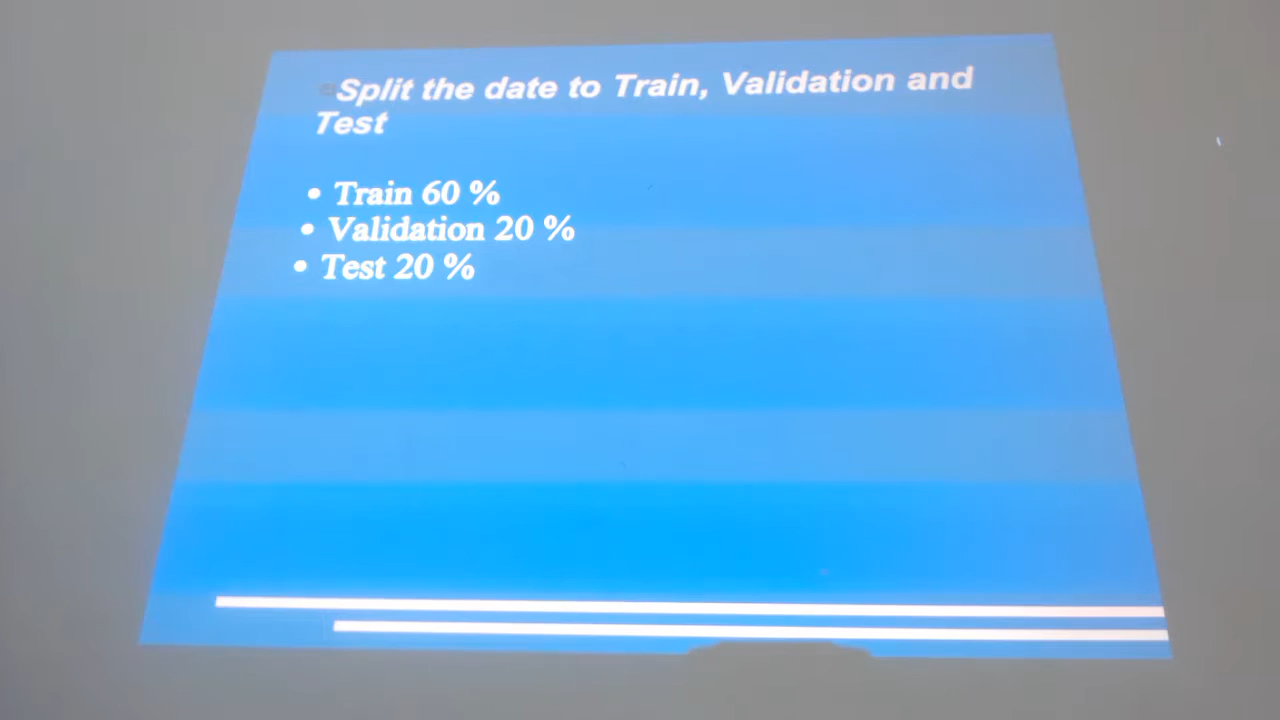 Split the date to Train, Validation and
Test
• Train 60 %
• Validation 20 %
• Test 20 %